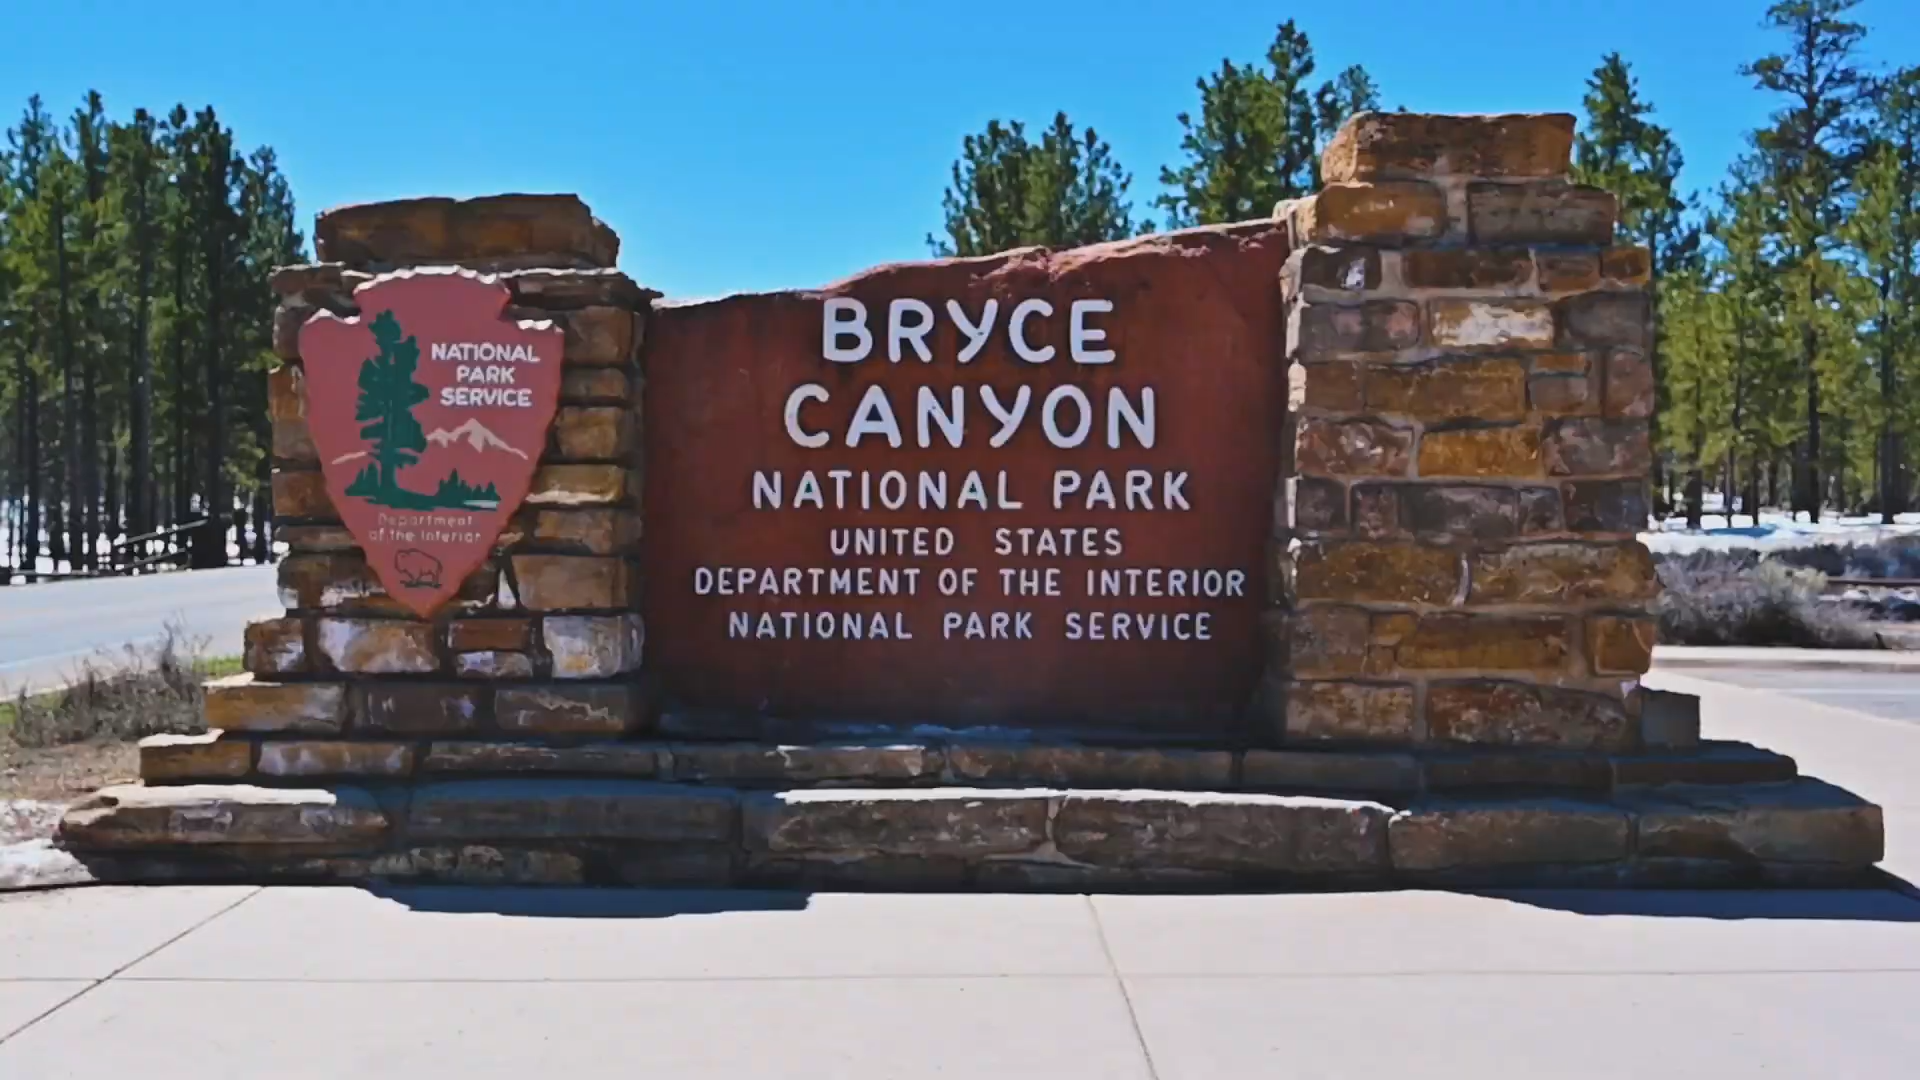 NATIONAL
PARK
SERVICE
Department
of the Interior
BRYCE
CANYON
NATIONAL PARK
UNITED STATES
DEPARTMENT OF THE INTERIOR
NATIONAL PARK SERVICE